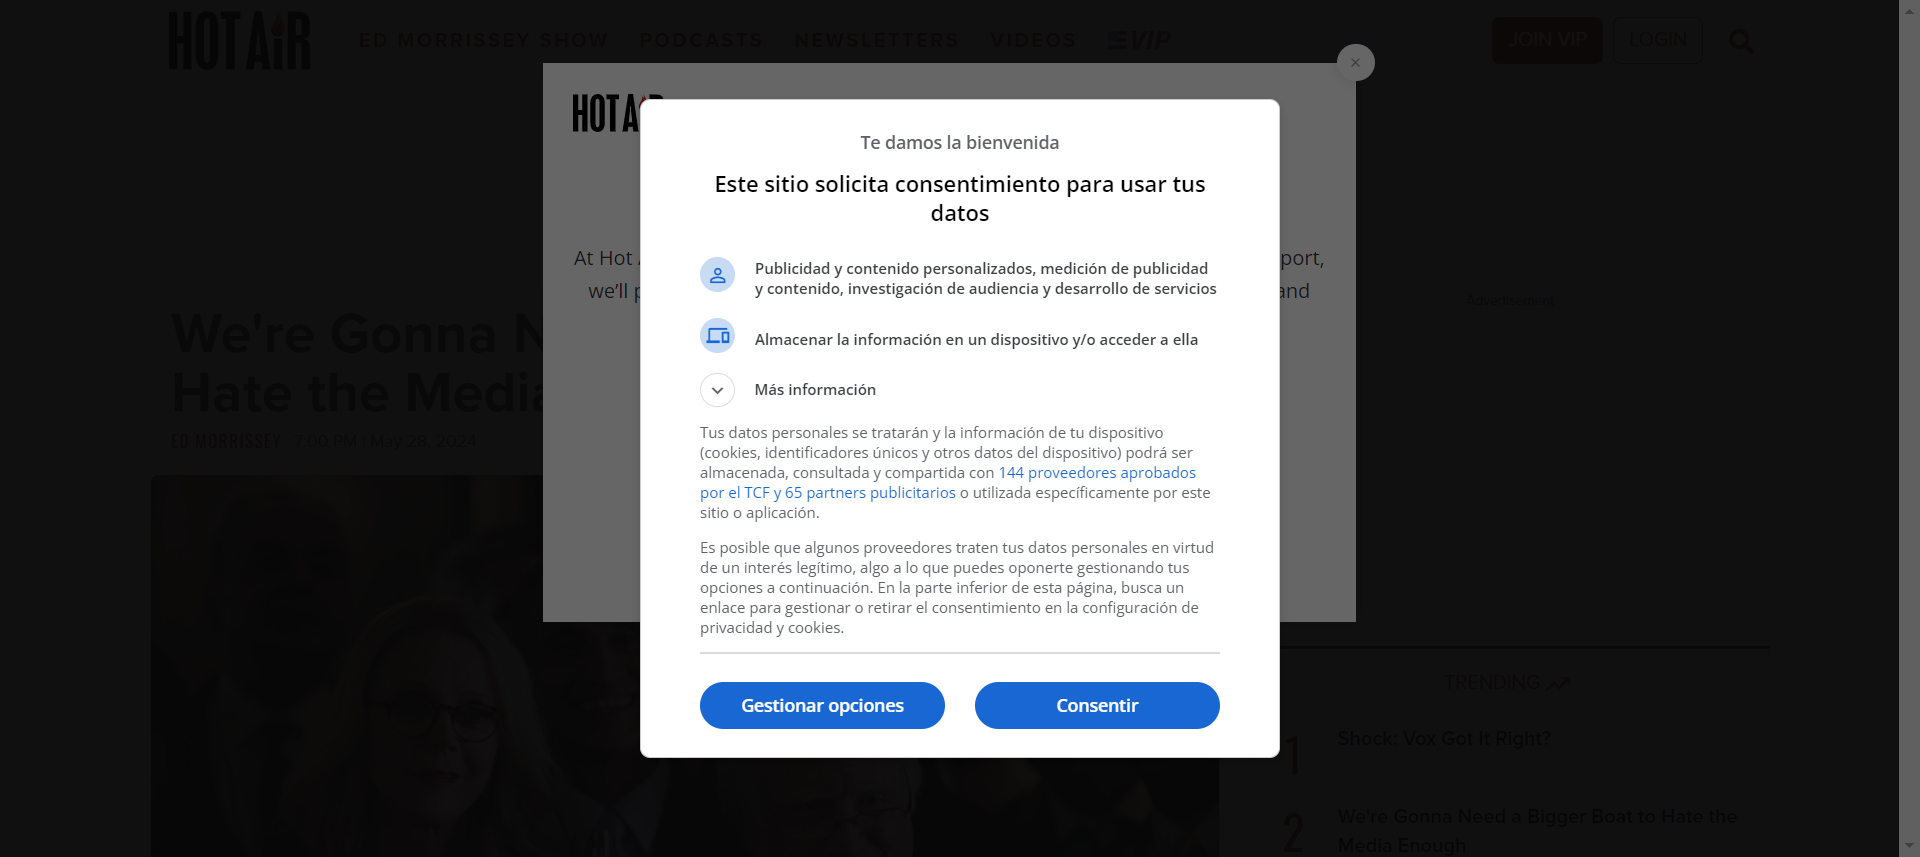 HOT AIR
ED MORRISSEY SHOW
PODCASTS
NEWSLETTERS
VIDEOS
VIP
JOIN VIP
LOGIN
×
HOT AIR
Te damos la bienvenida
Este sitio solicita consentimiento para usar tus
datos
Publicidad y contenido personalizados, medición de publicidad
y contenido, investigación de audiencia y desarrollo de servicios
Almacenar la información en un dispositivo y/o acceder a ella
Más información
Tus datos personales se tratarán y la información de tu dispositivo
(cookies, identificadores únicos y otros datos del dispositivo) podrá ser
almacenada, consultada y compartida con 144 proveedores aprobados
por el TCF y 65 partners publicitarios o utilizada específicamente por este
sitio o aplicación.
Es posible que algunos proveedores traten tus datos personales en virtud
de un interés legítimo, algo a lo que puedes oponerte gestionando tus
opciones a continuación. En la parte inferior de esta página, busca un
enlace para gestionar o retirar el consentimiento en la configuración de
privacidad y cookies.
Gestionar opciones
Consentir
At Hot
port,
we'll p
and
We're Gonna N
Hate the Media
ED MORRISSEY 7:00 PM | May 28, 2024
Advertisement
TRENDING
1
Shock: Vox Got It Right?
2
We're Gonna Need a Bigger Boat to Hate the
Media Enough